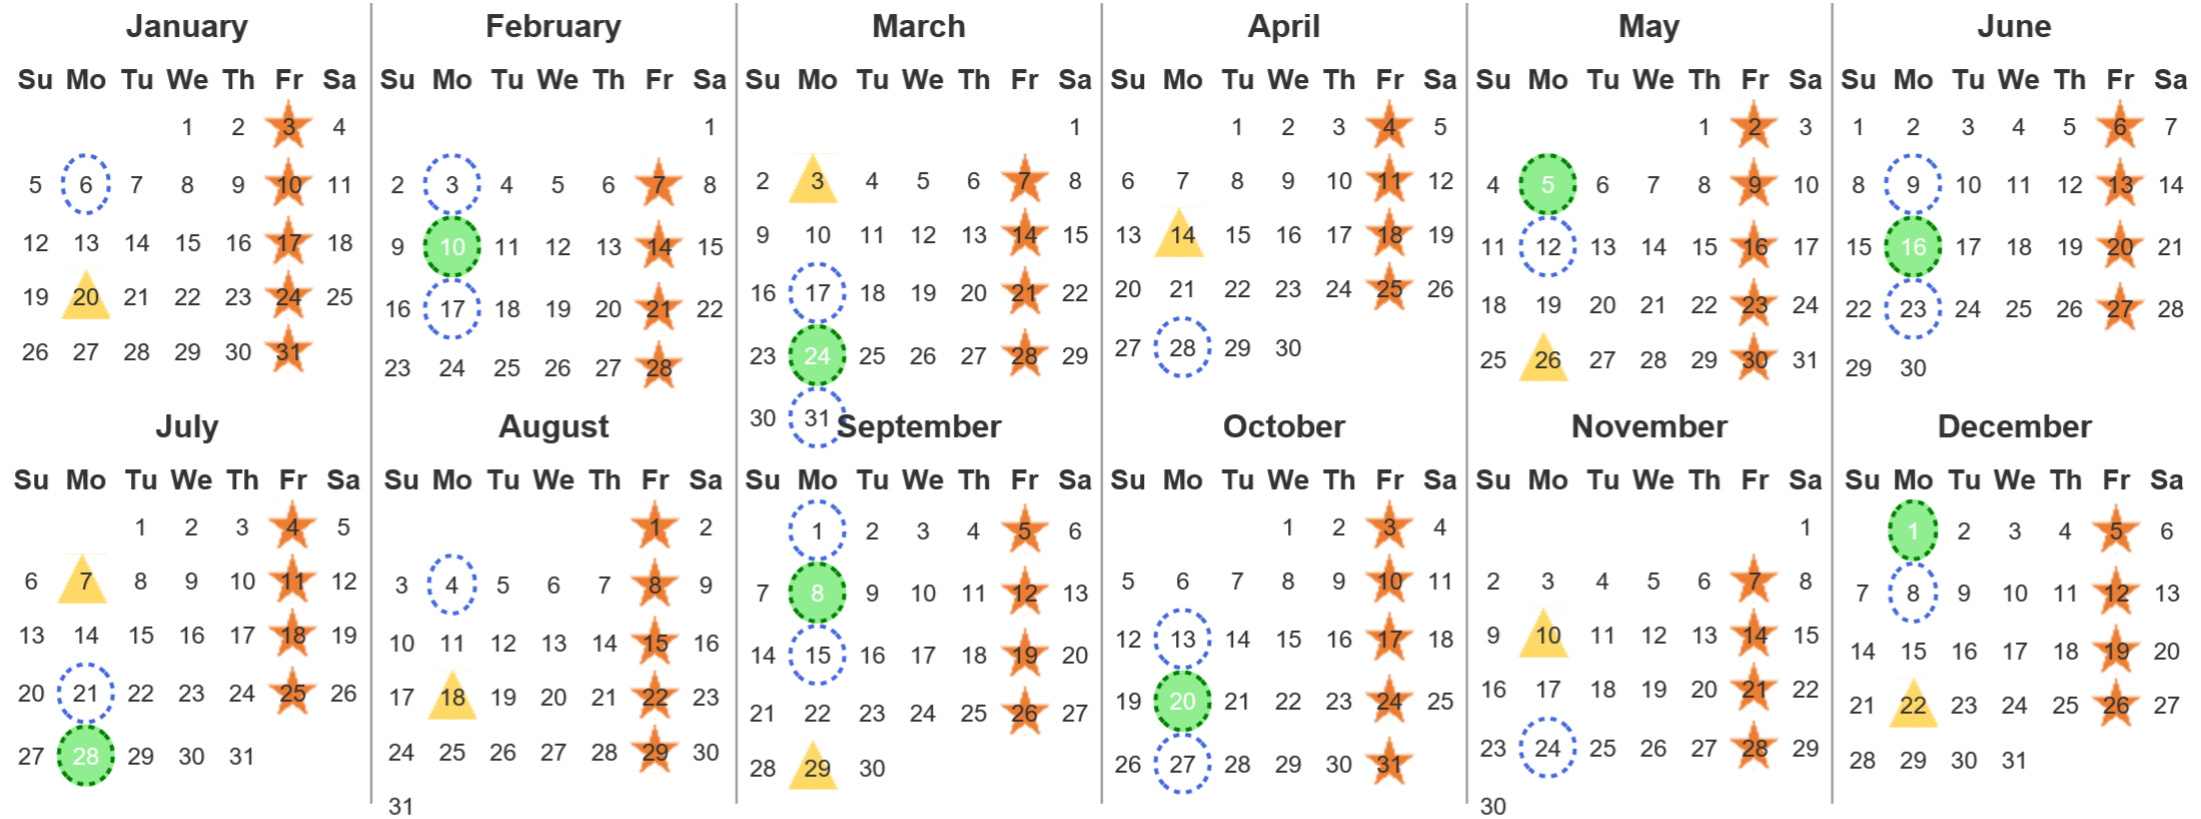 January February March April May June
Su Mo Tu We Th Fr Sa Su Mo Tu We Th Fr Sa Su Mo Tu We Th Fr Sa Su Mo Tu We Th Fr Sa Su Mo Tu We Th Fr Sa Su Mo Tu We Th Fr Sa
1 2 3 4 1 1 1 2 3 4 5 1 2 3 1 2 3 4 5 6 7
5 6 7 8 9 10 11 2 3 4 5 6 7 8 2 3 4 5 6 7 8 6 7 8 9 10 11 12 4 5 6 7 8 9 10 8 9 10 11 12 13 14
12 13 14 15 16 17 18 9 10 11 12 13 14 15 9 10 11 12 13 14 15 13 14 15 16 17 18 19 11 12 13 14 15 16 17 15 16 17 18 19 20 21
19 20 21 22 23 24 25 16 17 18 19 20 21 22 16 17 18 19 20 21 22 20 21 22 23 24 25 26 18 19 20 21 22 23 24 22 23 24 25 26 27 28
26 27 28 29 30 31 23 24 25 26 27 28 23 24 25 26 27 28 29 27 28 29 30 25 26 27 28 29 30 31 29 30
30 31
July August September October November December
Su Mo Tu We Th Fr Sa Su Mo Tu We Th Fr Sa Su Mo Tu We Th Fr Sa Su Mo Tu We Th Fr Sa Su Mo Tu We Th Fr Sa Su Mo Tu We Th Fr Sa
1 2 3 4 5 1 2 1 2 3 4 5 6 1 2 3 4 1 1 2 3 4 5 6
6 7 8 9 10 11 12 3 4 5 6 7 8 9 7 8 9 10 11 12 13 5 6 7 8 9 10 11 2 3 4 5 6 7 8 7 8 9 10 11 12 13
13 14 15 16 17 18 19 10 11 12 13 14 15 16 14 15 16 17 18 19 20 12 13 14 15 16 17 18 9 10 11 12 13 14 15 14 15 16 17 18 19 20
20 21 22 23 24 25 26 17 18 19 20 21 22 23 21 22 23 24 25 26 27 19 20 21 22 23 24 25 16 17 18 19 20 21 22 21 22 23 24 25 26 27
27 28 29 30 31 24 25 26 27 28 29 30 28 29 30 26 27 28 29 30 31 23 24 25 26 27 28 29 28 29 30 31
31 30